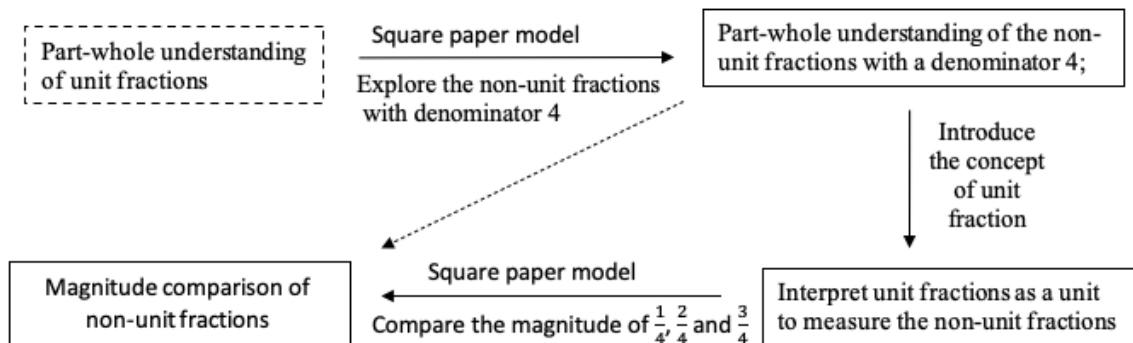 Part-whole understanding
of unit fractions
Square paper model
Explore the non-unit fractions
with denominator 4
Part-whole understanding of the non-
unit fractions with a denominator 4;
Introduce
the concept
of unit
fraction
Magnitude comparison of
non-unit fractions
Square paper model
Compare the magnitude of 1/4, 2/4 and 3/4
Interpret unit fractions as a unit
to measure the non-unit fractions